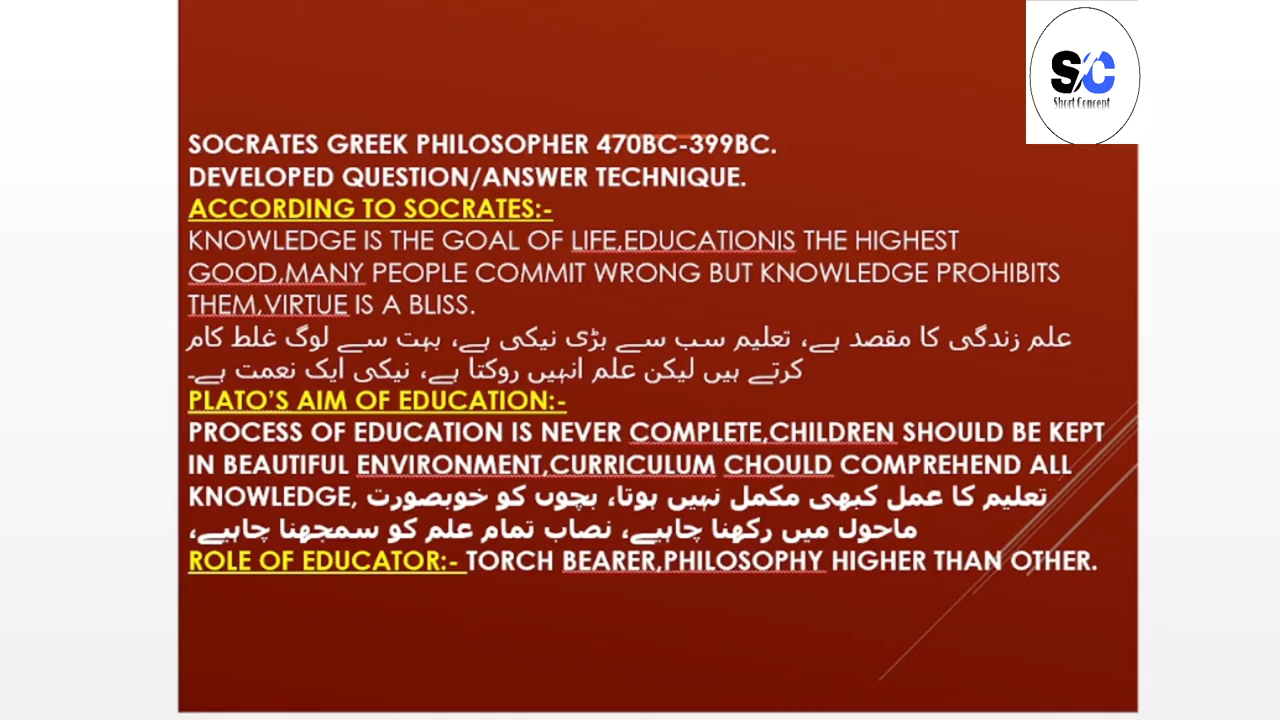 S/C
Short Concept
SOCRATES GREEK PHILOSOPHER 470BC-399BC.
DEVELOPED QUESTION/ANSWER TECHNIQUE.
ACCORDING TO SOCRATES:-
KNOWLEDGE IS THE GOAL OF LIFE,EDUCATIONIS THE HIGHEST
GOOD,MANY PEOPLE COMMIT WRONG BUT KNOWLEDGE PROHIBITS
THEM,VIRTUE IS A BLISS.
علم زندگی کا مقصد ہے، تعلیم سب سے بڑی نیکی ہے، بہت سے لوگ غلط کام
کرتے ہیں لیکن علم انہیں روکتا ہے، نیکی ایک نعمت ہے۔
PLATO'S AIM OF EDUCATION:-
PROCESS OF EDUCATION IS NEVER COMPLETE,CHILDREN SHOULD BE KEPT
IN BEAUTIFUL ENVIRONMENT,CURRICULUM CHOULD COMPREHEND ALL
KNOWLEDGE, تعلیم کا عمل کبھی مکمل نہیں ہوتا، بچوں کو خوبصورت
ماحول میں رکھنا چاہیے، نصاب تمام علم کو سمجھنا چاہیے،
ROLE OF EDUCATOR:- TORCH BEARER,PHILOSOPHY HIGHER THAN OTHER.